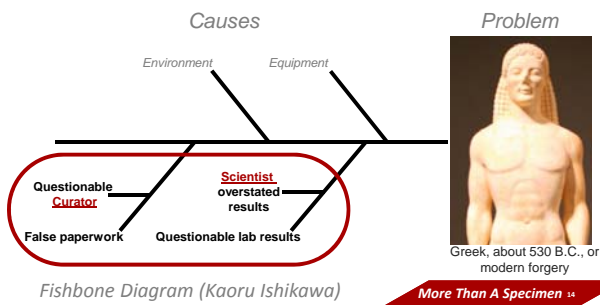 Causes
Problem
Environment
Equipment
Questionable
Curator
Scientist
overstated
results
False paperwork
Questionable lab results
Greek, about 530 B.C., or
modern forgery
Fishbone Diagram (Kaoru Ishikawa)
More Than A Specimen 14